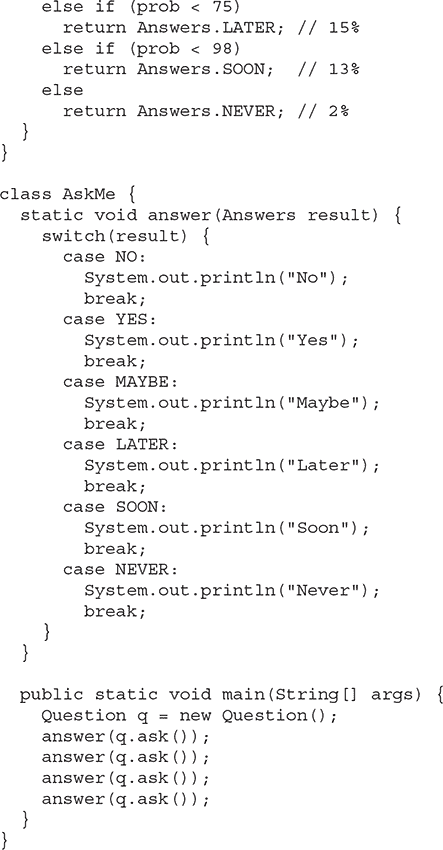 else if (prob < 75)
      return Answers.LATER; // 15%
    else if (prob < 98)
      return Answers.SOON;  // 13%
    else
      return Answers.NEVER; // 2%
  }
}

class AskMe {
  static void answer(Answers result) {
    switch(result) {
      case NO:
        System.out.println("No");
        break;
      case YES:
        System.out.println("Yes");
        break;
      case MAYBE:
        System.out.println("Maybe");
        break;
      case LATER:
        System.out.println("Later");
        break;
      case SOON:
        System.out.println("Soon");
        break;
      case NEVER:
        System.out.println("Never");
        break;
    }
  }

  public static void main(String[] args) {
    Question q = new Question();
    answer(q.ask());
    answer(q.ask());
    answer(q.ask());
    answer(q.ask());
  }
}